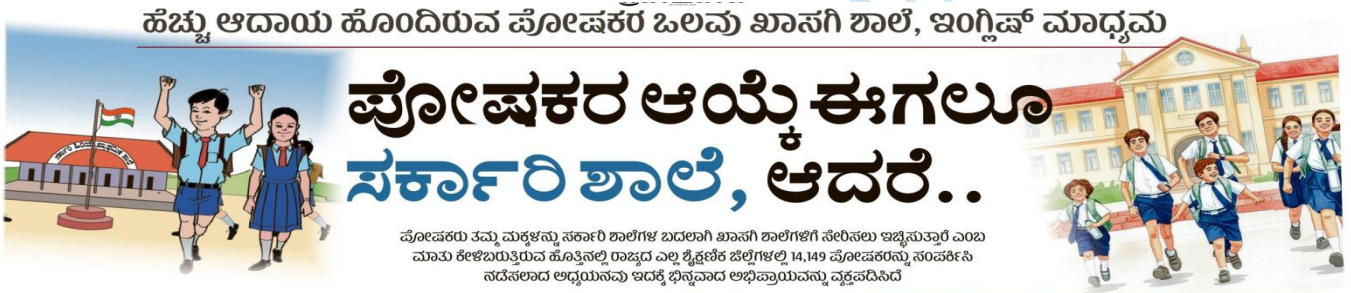 ಹೆಚ್ಚು ಆದಾಯ ಹೊಂದಿರುವ ಪೋಷಕರ ಒಲವು ಖಾಸಗಿ ಶಾಲೆ, ಇಂಗ್ಲಿಷ್ ಮಾಧ್ಯಮ
ಪೋಷಕರ ಆಯ್ಕೆ ಈಗಲೂ
ಸರ್ಕಾರಿ ಶಾಲೆ, ಆದರೆ..
ಸರ್ಕಾರಿ ಹಿರಿಯ ಪ್ರಾಥಮಿಕ ಶಾಲೆ
ಪೋಷಕರು ತಮ್ಮ ಮಕ್ಕಳನ್ನು ಸರ್ಕಾರಿ ಶಾಲೆಗಳ ಬದಲಾಗಿ ಖಾಸಗಿ ಶಾಲೆಗಳಿಗೆ ಸೇರಿಸಲು ಇಚ್ಛಿಸುತ್ತಾರೆ ಎಂಬ
ಮಾತು ಕೇಳಿಬರುತ್ತಿರುವ ಹೊತ್ತಿನಲ್ಲಿ ರಾಜ್ಯದ ಎಲ್ಲ ಶೈಕ್ಷಣಿಕ ಜಿಲ್ಲೆಗಳಲ್ಲಿ 14,149 ಪೋಷಕರನ್ನು ಸಂಪರ್ಕಿಸಿ
ನಡೆಸಲಾದ ಅಧ್ಯಯನವು ಇದಕ್ಕೆ ಭಿನ್ನವಾದ ಅಭಿಪ್ರಾಯವನ್ನು ವ್ಯಕ್ತಪಡಿಸಿದೆ